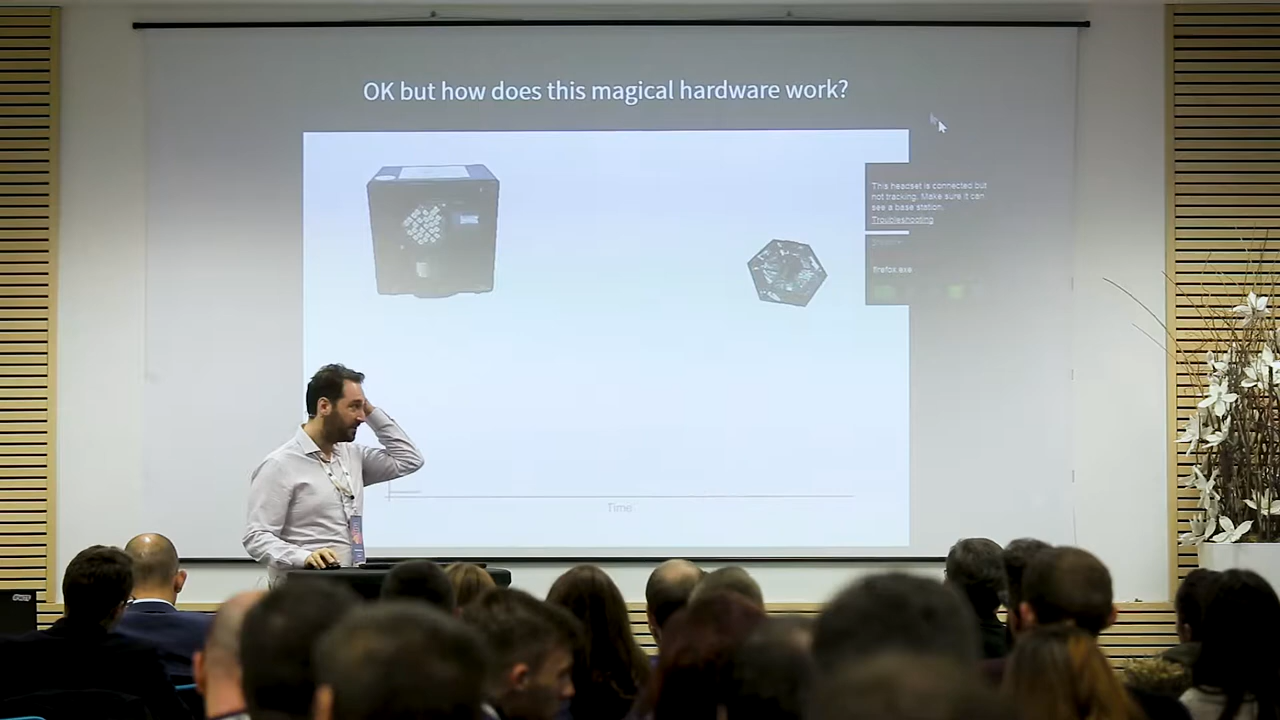 OK but how does this magical hardware work?
This headset is connected but
not tracking. Make sure it can
see a base station.
Troubleshooting
firefox.exe
Time